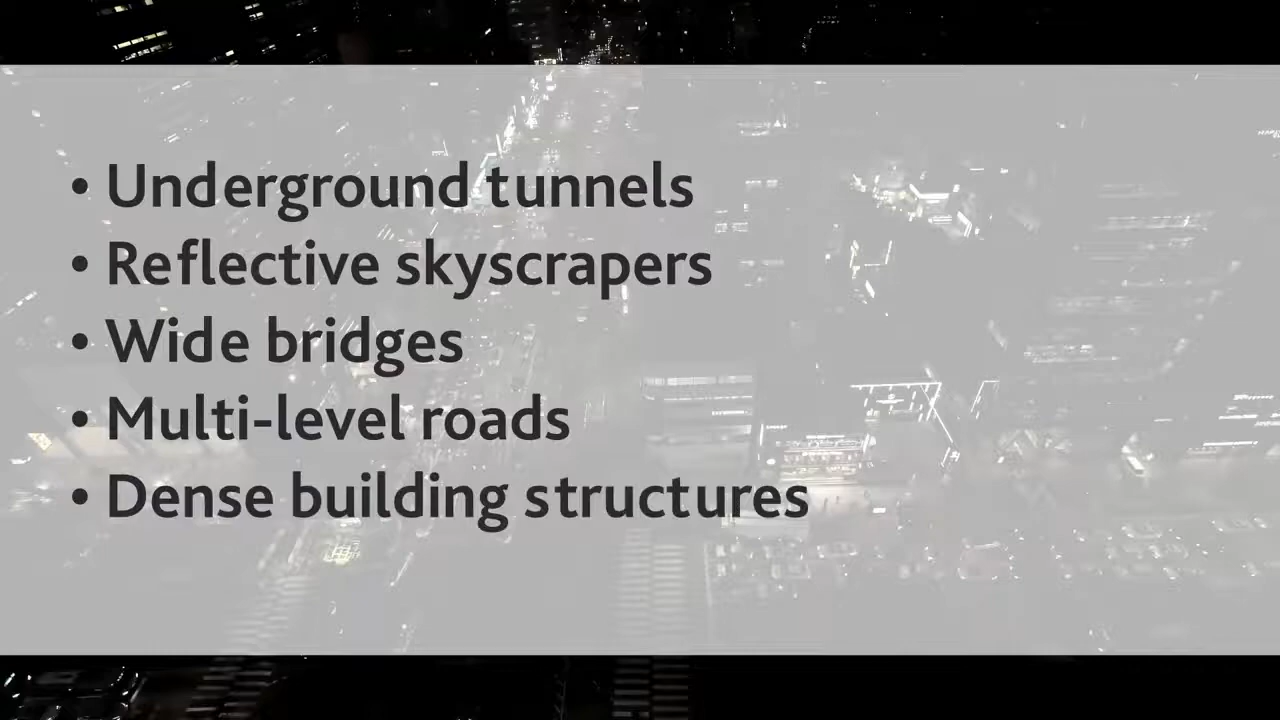 • Underground tunnels
• Reflective skyscrapers
• Wide bridges
• Multi-level roads
• Dense building structures